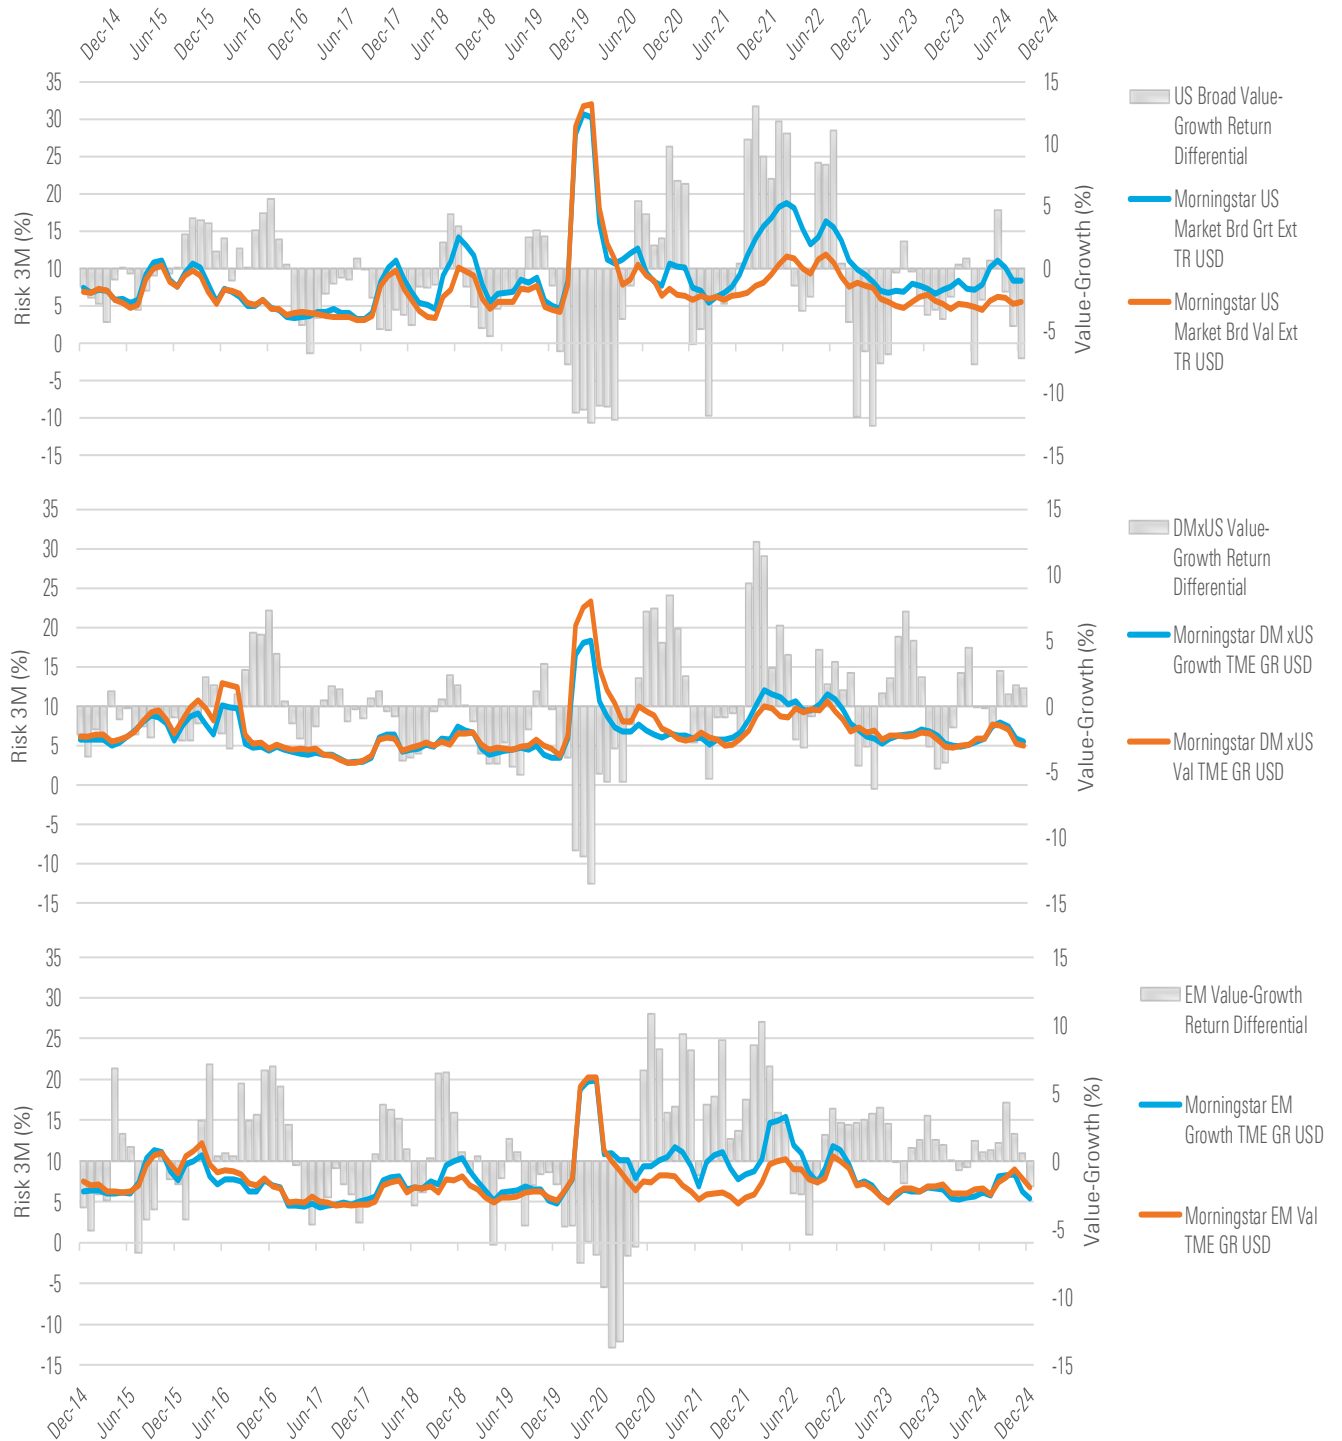 Dec-14
Jun-15
Dec-15
Jun-16
Dec-16
Jun-17
Dec-17
Jun-18
Dec-18
Jun-19
Dec-19
Jun-20
Dec-20
Jun-21
Dec-21
Jun-22
Dec-22
Jun-23
Dec-23
Jun-24
Dec-24
35
30
25
20
15
10
5
0
-5
-10
-15
Risk 3M (%)
15
10
5
0
-5
-10
-15
Value-Growth (%)
US Broad Value-
Growth Return
Differential
Morningstar US
Market Brd Grt Ext
TR USD
Morningstar US
Market Brd Val Ext
TR USD
35
30
25
20
15
10
5
0
-5
-10
-15
Risk 3M (%)
15
10
5
0
-5
-10
-15
Value-Growth (%)
DMxUS Value-
Growth Return
Differential
Morningstar DM xUS
Growth TME GR USD
Morningstar DM xUS
Val TME GR USD
35
30
25
20
15
10
5
0
-5
-10
-15
Risk 3M (%)
15
10
5
0
-5
-10
-15
Value-Growth (%)
EM Value-Growth
Return Differential
Morningstar EM
Growth TME GR USD
Morningstar EM Val
TME GR USD
Dec-14
Jun-15
Dec-15
Jun-16
Dec-16
Jun-17
Dec-17
Jun-18
Dec-18
Jun-19
Dec-19
Jun-20
Dec-20
Jun-21
Dec-21
Jun-22
Dec-22
Jun-23
Dec-23
Jun-24
Dec-24